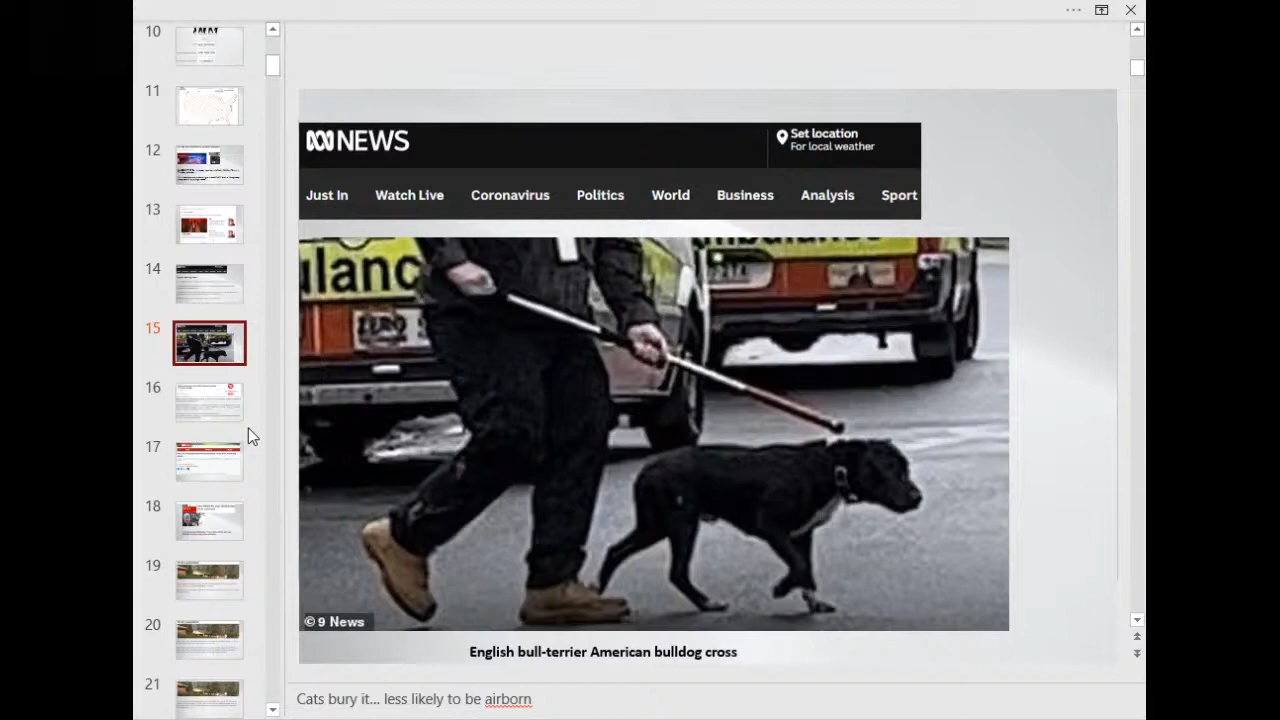 NEWS
Set location
For local weather
Just In Watch Live Coronavirus Politics World Business Analysis Sport
ulanc
ZERO
© 9 News
English bull-terrier American bulldog cross
Cats bury it... less likely to be airborn
10
11
12
13
14
15
16
17
18
19
20
21